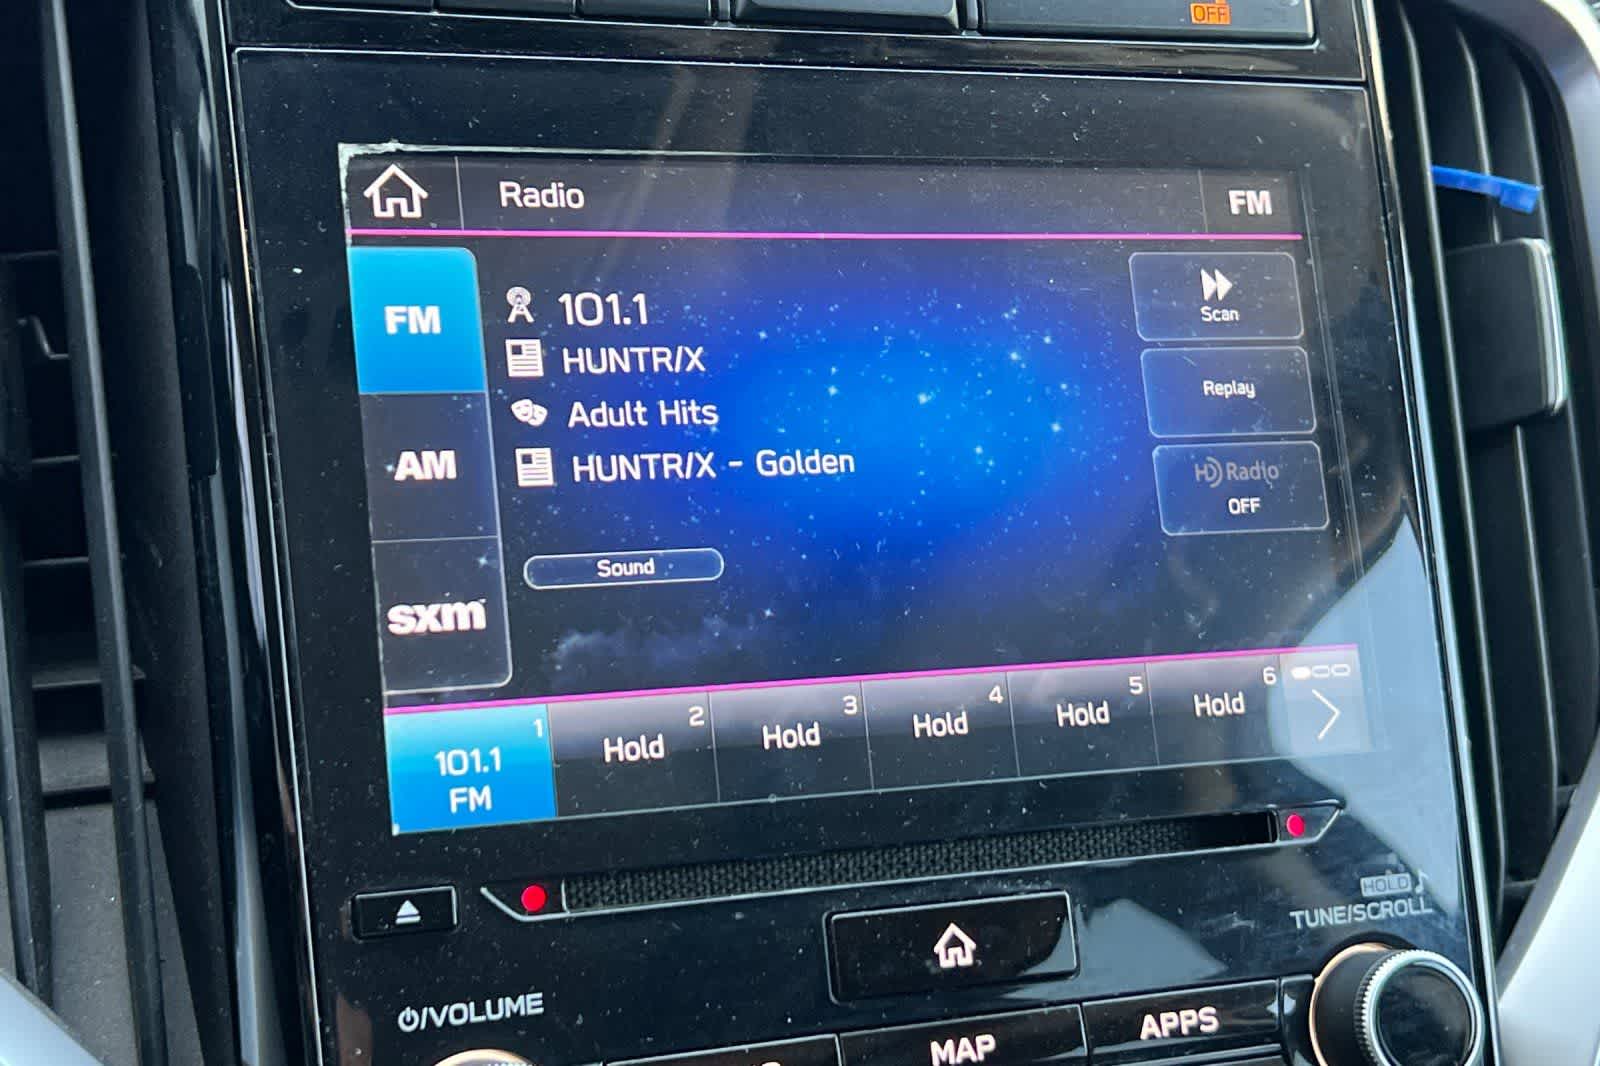 OFF
Radio
FM
FM
101.1
HUNTR/X
Adult Hits
HUNTR/X - Golden
AM
sxm
Sound
Scan
Replay
HD Radio
OFF
1
101.1
FM
2
Hold
3
Hold
4
Hold
5
Hold
6
Hold
HOLD
TUNE/SCROLL
/VOLUME
MAP
APPS